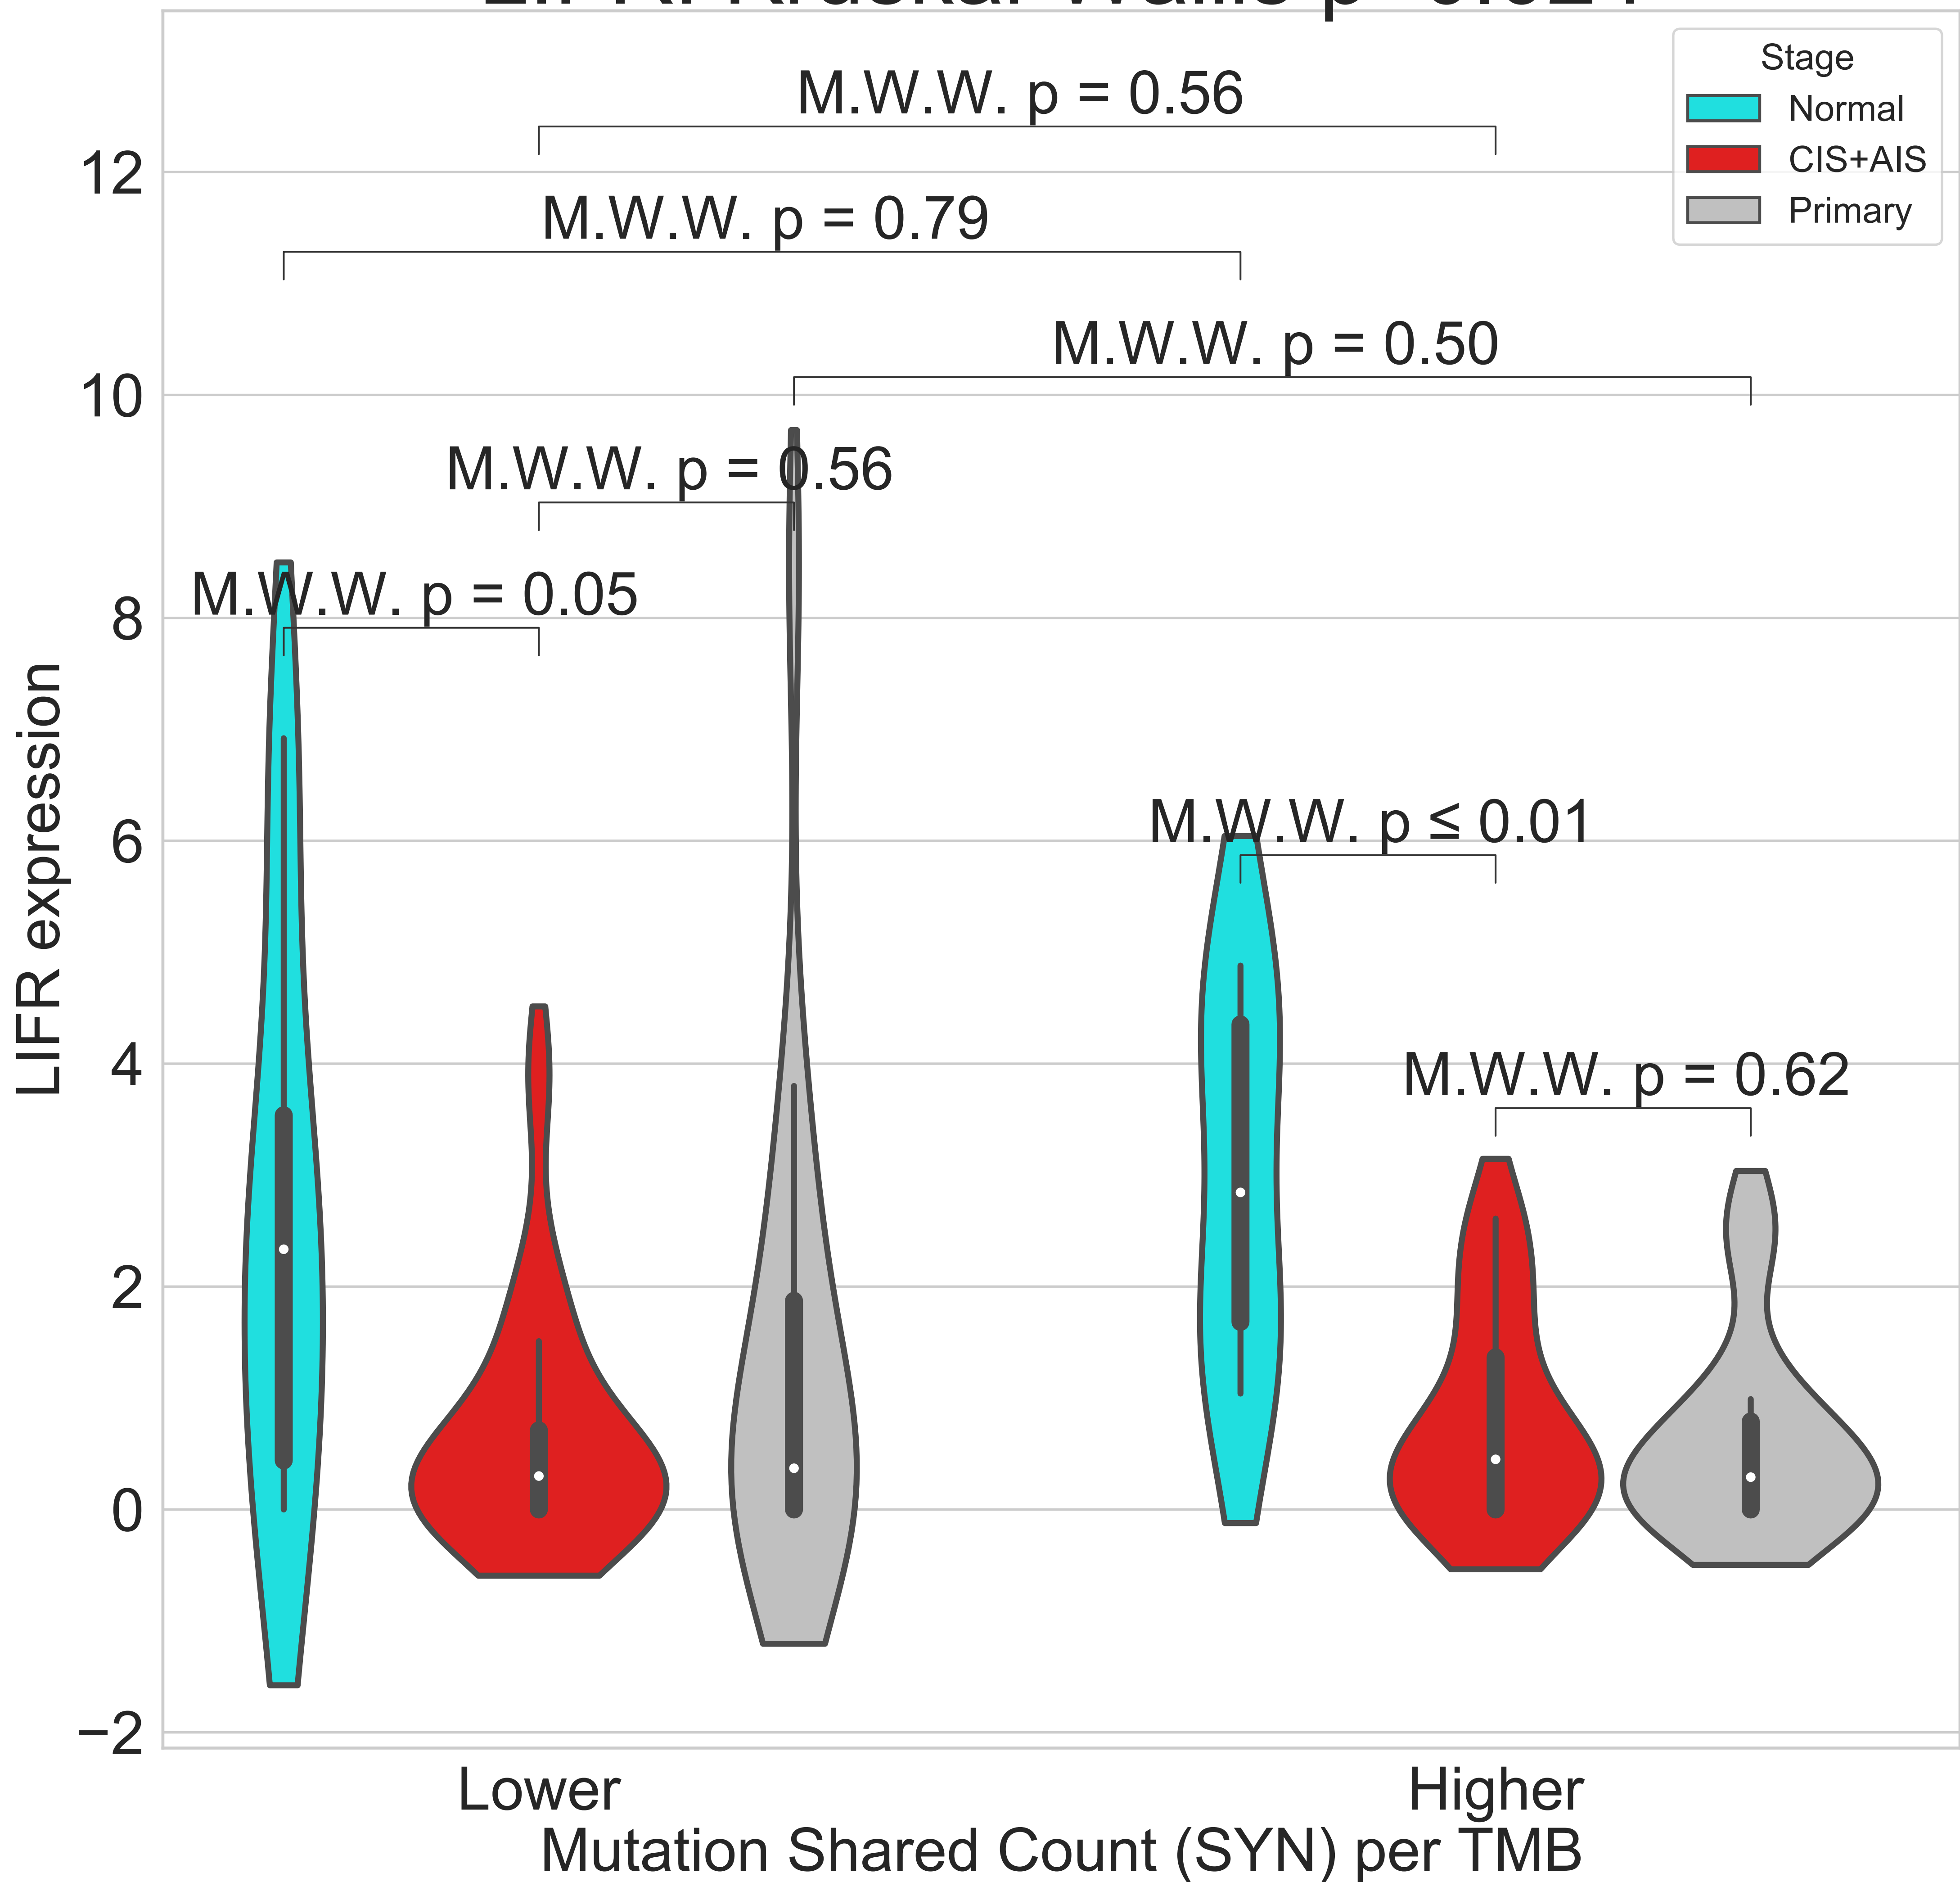 Stage
Normal
CIS+AIS
Primary
M.W.W. p = 0.56
M.W.W. p = 0.79
M.W.W. p = 0.50
M.W.W. p = 0.56
M.W.W. p = 0.05
M.W.W. p ≤ 0.01
M.W.W. p = 0.62
12
10
8
6
4
2
0
−2
LIFR expression
Lower
Higher
Mutation Shared Count (SYN) per TMB